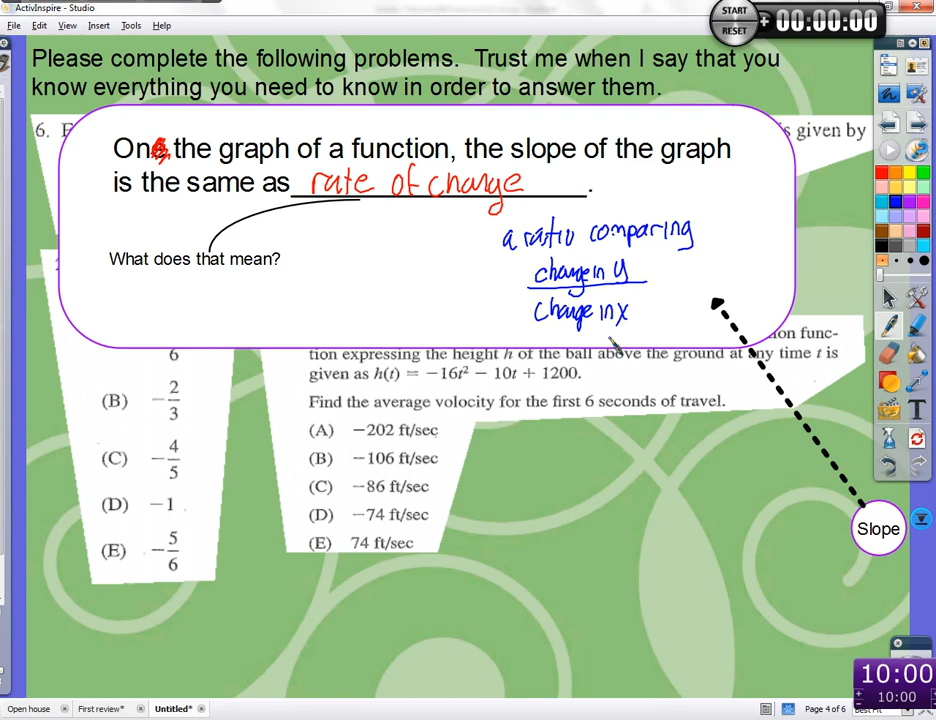 ActivInspire - Studio
START
RESET
+ 00:00:00
File Edit View Insert Tools Help
Please complete the following problems. Trust me when I say that you
know everything you need to know in order to answer them.
6.
s given by
On the graph of a function, the slope of the graph
is the same as rate of change.
a ratio comparing
What does that mean?
change in y
change in x
6
(B) -2/3
(C) -4/5
(D) -1
(E) -5/6
ion func-
tion expressing the height h of the ball above the ground at any time t is
given as h(t) = −16t² − 10t + 1200.
Find the average volocity for the first 6 seconds of travel.
(A) −202 ft/sec
(B) −106 ft/sec
(C) −86 ft/sec
(D) −74 ft/sec
(E) 74 ft/sec
Slope
10:00
10:00
Open house First review* Untitled* Page 4 of 6 Best Fit